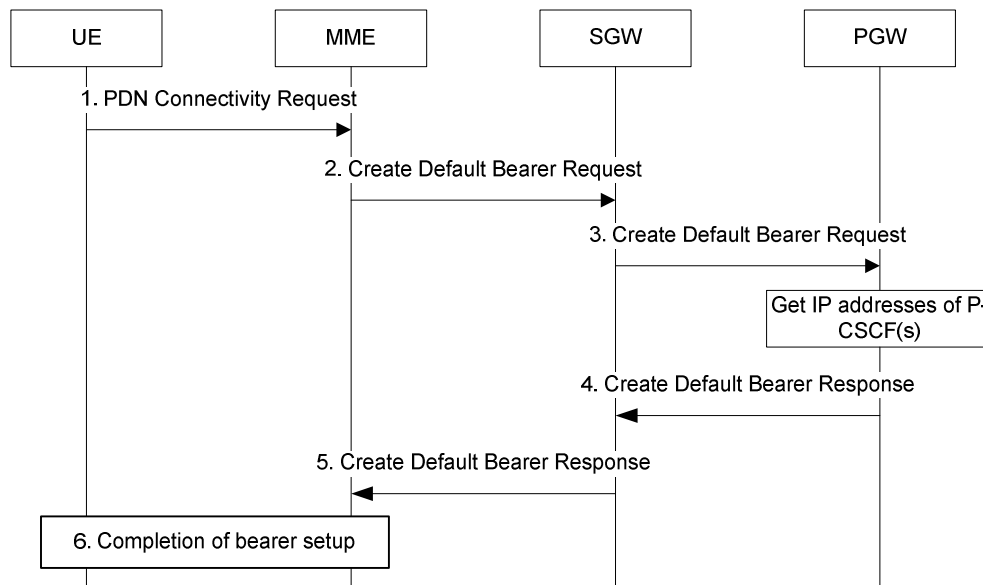 UE
MME
SGW
PGW
1. PDN Connectivity Request
2. Create Default Bearer Request
3. Create Default Bearer Request
Get IP addresses of P-
CSCF(s)
4. Create Default Bearer Response
5. Create Default Bearer Response
6. Completion of bearer setup